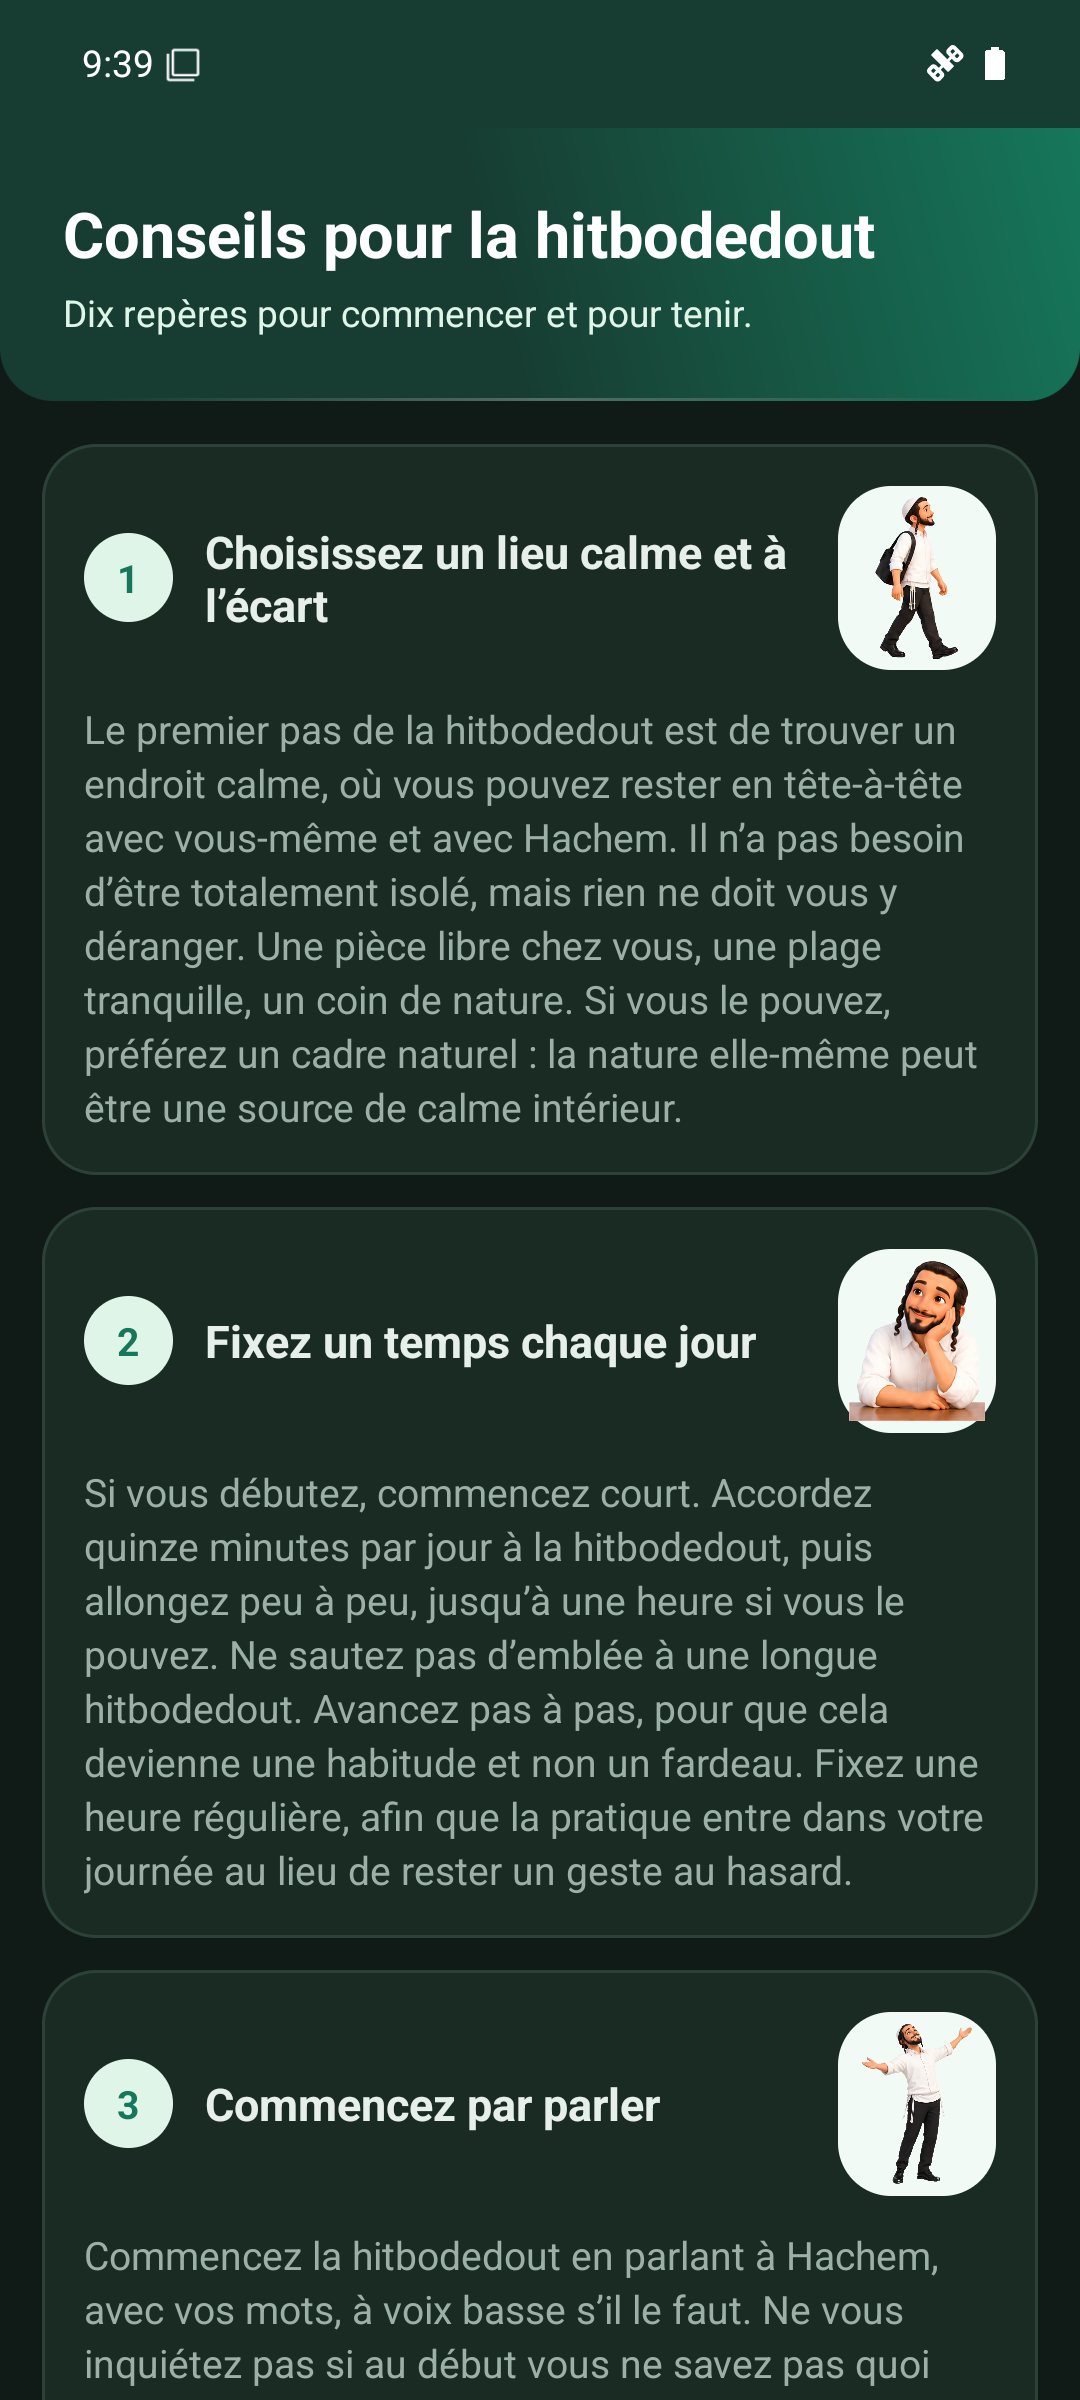 9:39
Conseils pour la hitbodedout
Dix repères pour commencer et pour tenir.
1
Choisissez un lieu calme et à
l’écart
Le premier pas de la hitbodedout est de trouver un
endroit calme, où vous pouvez rester en tête-à-tête
avec vous-même et avec Hachem. Il n’a pas besoin
d’être totalement isolé, mais rien ne doit vous y
déranger. Une pièce libre chez vous, une plage
tranquille, un coin de nature. Si vous le pouvez,
préférez un cadre naturel : la nature elle-même peut
être une source de calme intérieur.
2
Fixez un temps chaque jour
Si vous débutez, commencez court. Accordez
quinze minutes par jour à la hitbodedout, puis
allongez peu à peu, jusqu’à une heure si vous le
pouvez. Ne sautez pas d’emblée à une longue
hitbodedout. Avancez pas à pas, pour que cela
devienne une habitude et non un fardeau. Fixez une
heure régulière, afin que la pratique entre dans votre
journée au lieu de rester un geste au hasard.
3
Commencez par parler
Commencez la hitbodedout en parlant à Hachem,
avec vos mots, à voix basse s’il le faut. Ne vous
inquiétez pas si au début vous ne savez pas quoi